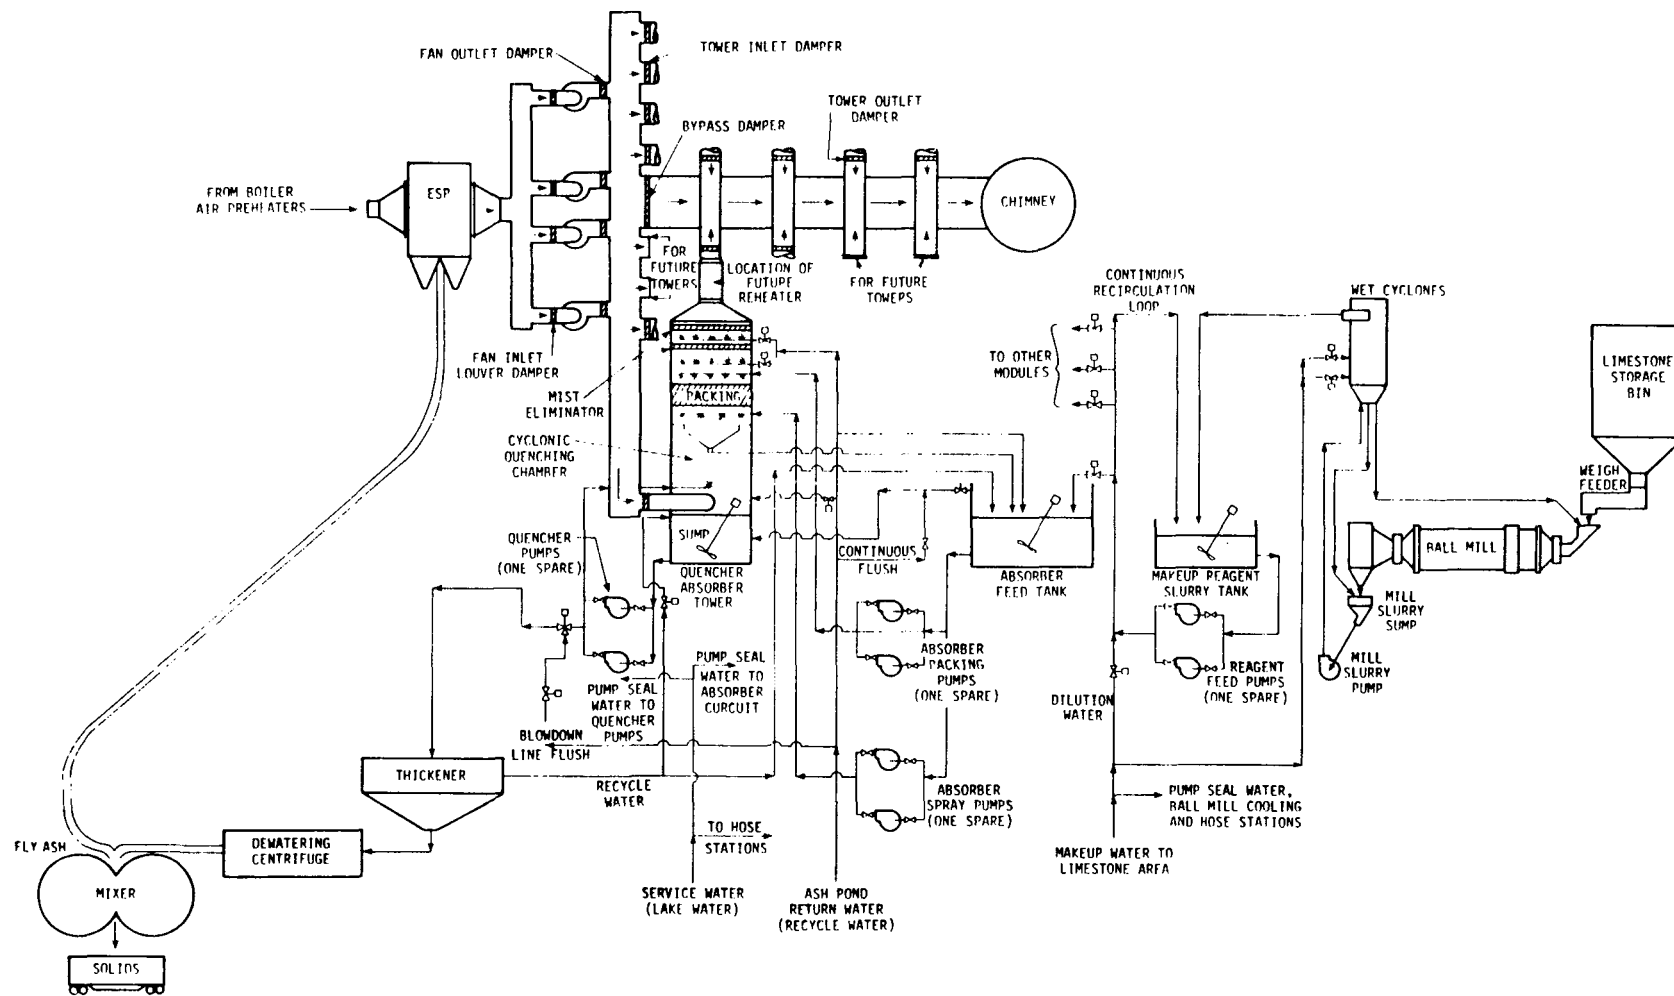 FAN OUTLET DAMPER
TOWER INLET DAMPER
TOWER OUTLET
DAMPER
BYPASS DAMPER
ESP
FROM BOILER
AIR PREHEATERS
CHIMNEY
FOR
FUTURE
TOWERS
LOCATION OF
FUTURE
REHEATER
FOR FUTURE
TOWEPS
CONTINUOUS
RECIRCULATION
LOOP
WET CYCLONES
FAN INLET
LOUVER DAMPER
TO OTHER
MODULES
LIMESTONE
STORAGE
BIN
MIST
ELIMINATOR
PACKING
CYCLONIC
QUENCHING
CHAMBER
WEIGH
FEEDER
SUMP
QUENCHER
PUMPS
(ONE SPARE)
CONTINUOUS
FLUSH
BALL MILL
QUENCHER
ABSORBER
TOWER
ABSORBER
FEED TANK
MAKEUP REAGENT
SLURRY TANK
MILL
SLURRY
SUMP
PUMP SEAL
WATER TO
ABSORBER
CURCUIT
ABSORBER
PACKING
PUMPS
(ONE SPARE)
REAGENT
FEED PUMPS
(ONE SPARE)
MILL
SLURRY
PUMP
PUMP SEAL
WATER TO
QUENCHER
PUMPS
DILUTION
WATER
BLOWDOWN
LINE FLUSH
THICKENER
RECYCLE
WATER
ABSORBER
SPRAY PUMPS
(ONE SPARE)
PUMP SEAL WATER,
BALL MILL COOLING
AND HOSE STATIONS
TO HOSE
STATIONS
FLY ASH
DEWATERING
CENTRIFUGE
MAKEUP WATER TO
LIMESTONE AREA
MIXER
SERVICE WATER
(LAKE WATER)
ASH POND
RETURN WATER
(RECYCLE WATER)
SOLIDS